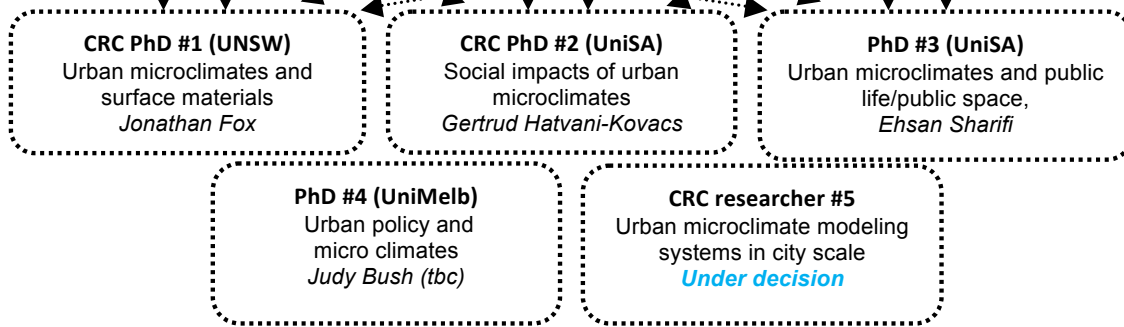 CRC PhD #1 (UNSW)
Urban microclimates and
surface materials
Jonathan Fox
CRC PhD #2 (UniSA)
Social impacts of urban
microclimates
Gertrud Hatvani-Kovacs
PhD #3 (UniSA)
Urban microclimates and public
life/public space,
Ehsan Sharifi
PhD #4 (UniMelb)
Urban policy and
micro climates
Judy Bush (tbc)
CRC researcher #5
Urban microclimate modeling
systems in city scale
Under decision